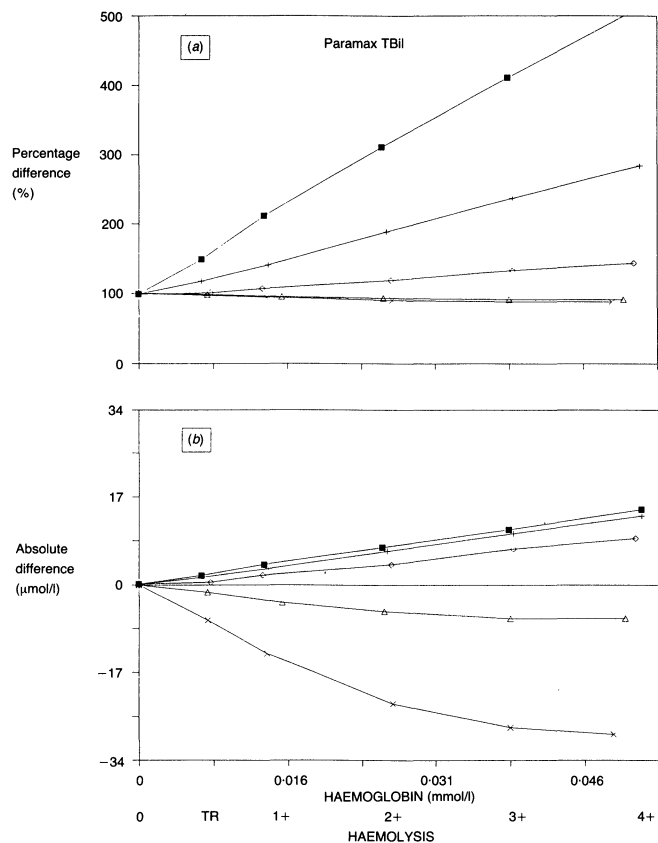 500
(a)
Paramax TBil
400
Percentage
difference
(%)
300
200
100
0
34
(b)
17
Absolute
difference
(μmol/l)
0
−17
−34
0 0·016 0·031 0·046
HAEMOGLOBIN (mmol/l)
0 TR 1+ 2+ 3+ 4+
HAEMOLYSIS